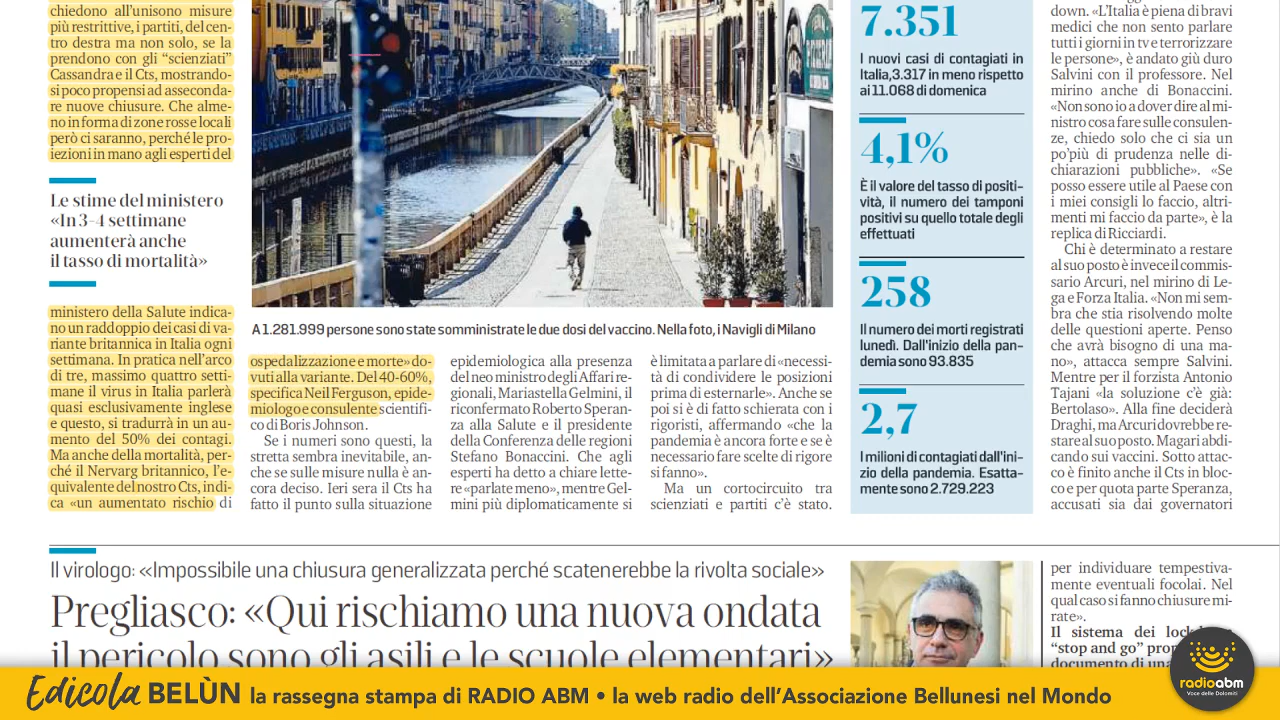 chiedono all'unisono misure
più restrittive, i partiti, del cen-
tro destra ma non solo, se la
prendono con gli “scienziati”
Cassandra e il Cts, mostrando-
si poco propensi ad asseconda-
re nuove chiusure. Che alme-
no in forma di zone rosse locali
però ci saranno, perché le pro-
iezioni in mano agli esperti del
Le stime del ministero
«In 3-4 settimane
aumenterà anche
il tasso di mortalità»
ministero della Salute indica-
no un raddoppio dei casi di va-
riante britannica in Italia ogni
settimana. In pratica nell'arco
di tre, massimo quattro setti-
mane il virus in Italia parlerà
quasi esclusivamente inglese
e questo, si tradurrà in un au-
mento del 50% dei contagi.
Ma anche della mortalità, per-
ché il Nervarg britannico, l'e-
quivalente del nostro Cts, indi-
ca «un aumentato rischio di
A 1.281.999 persone sono state somministrate le due dosi del vaccino. Nella foto, i Navigli di Milano
ospedalizzazione e morte» do-
vuti alla variante. Del 40-60%,
specifica Neil Ferguson, epide-
miologo e consulente scientifi-
co di Boris Johnson.
Se i numeri sono questi, la
stretta sembra inevitabile, an-
che se sulle misure nulla è an-
cora deciso. Ieri sera il Cts ha
fatto il punto sulla situazione
epidemiologica alla presenza
del neo ministro degli Affari re-
gionali, Mariastella Gelmini, il
riconfermato Roberto Speran-
za alla Salute e il presidente
della Conferenza delle regioni
Stefano Bonaccini. Che agli
esperti ha detto a chiare lette-
re «parlate meno», mentre Gel-
mini più diplomaticamente si
è limitata a parlare di «necessi-
tà di condividere le posizioni
prima di esternarle». Anche se
poi si è di fatto schierata con i
rigoristi, affermando «che la
pandemia è ancora forte e se è
necessario fare scelte di rigore
si fanno».
Ma un cortocircuito tra
scienziati e partiti c'è stato.
7.351
I nuovi casi di contagiati in
Italia,3.317 in meno rispetto
ai 11.068 di domenica
4,1%
È il valore del tasso di positi-
vità, il numero dei tamponi
positivi su quello totale degli
effettuati
258
Il numero dei morti registrati
lunedì. Dall'inizio della pan-
demia sono 93.835
2,7
I milioni di contagiati dall'ini-
zio della pandemia. Esatta-
mente sono 2.729.223
down. «L'Italia è piena di bravi
medici che non sento parlare
tutti i giorni in tv e terrorizzare
le persone», è andato giù duro
Salvini con il professore. Nel
mirino anche di Bonaccini.
«Non sono io a dover dire al mi-
nistro cosa fare sulle consulen-
ze, chiedo solo che ci sia un
po'più di prudenza nelle di-
chiarazioni pubbliche». «Se
posso essere utile al Paese con
i miei consigli lo faccio, altri-
menti mi faccio da parte», è la
replica di Ricciardi.
Chi è determinato a restare
al suo posto è invece il commis-
sario Arcuri, nel mirino di Le-
ga e Forza Italia. «Non mi sem-
bra che stia risolvendo molte
delle questioni aperte. Penso
che avrà bisogno di una ma-
no», attacca sempre Salvini.
Mentre per il forzista Antonio
Tajani «la soluzione c'è già:
Bertolaso». Alla fine deciderà
Draghi, ma Arcuri dovrebbe re-
stare al suo posto. Magari abdi-
cando sui vaccini. Sotto attac-
co è finito anche il Cts in bloc-
co e per quota parte Speranza,
accusati sia dai governatori
Il virologo: «Impossibile una chiusura generalizzata perché scatenerebbe la rivolta sociale»
Pregliasco: «Qui rischiamo una nuova ondata
il pericolo sono gli asili e le scuole elementari»
per individuare tempestiva-
mente eventuali focolai. Nel
qual caso si fanno chiusure mi-
rate».
Il sistema dei
“stop and go”
documento di una
Edicola BELÙN la rassegna stampa di RADIO ABM • la web radio dell'Associazione Bellunesi nel Mondo
radioabm
Voce delle Dolomiti